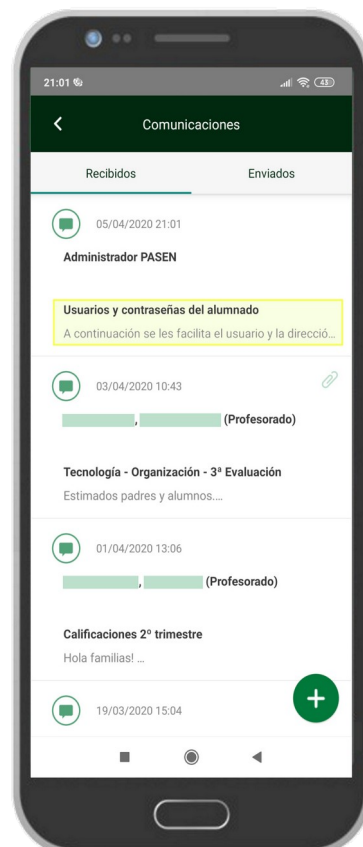 21:01
43
Comunicaciones
Recibidos Enviados
05/04/2020 21:01
Administrador PASEN
Usuarios y contraseñas del alumnado
A continuación se les facilita el usuario y la direcció...
03/04/2020 10:43
, (Profesorado)
Tecnología - Organización - 3ª Evaluación
Estimados padres y alumnos....
01/04/2020 13:06
, (Profesorado)
Calificaciones 2º trimestre
Hola familias! ...
19/03/2020 15:04
+